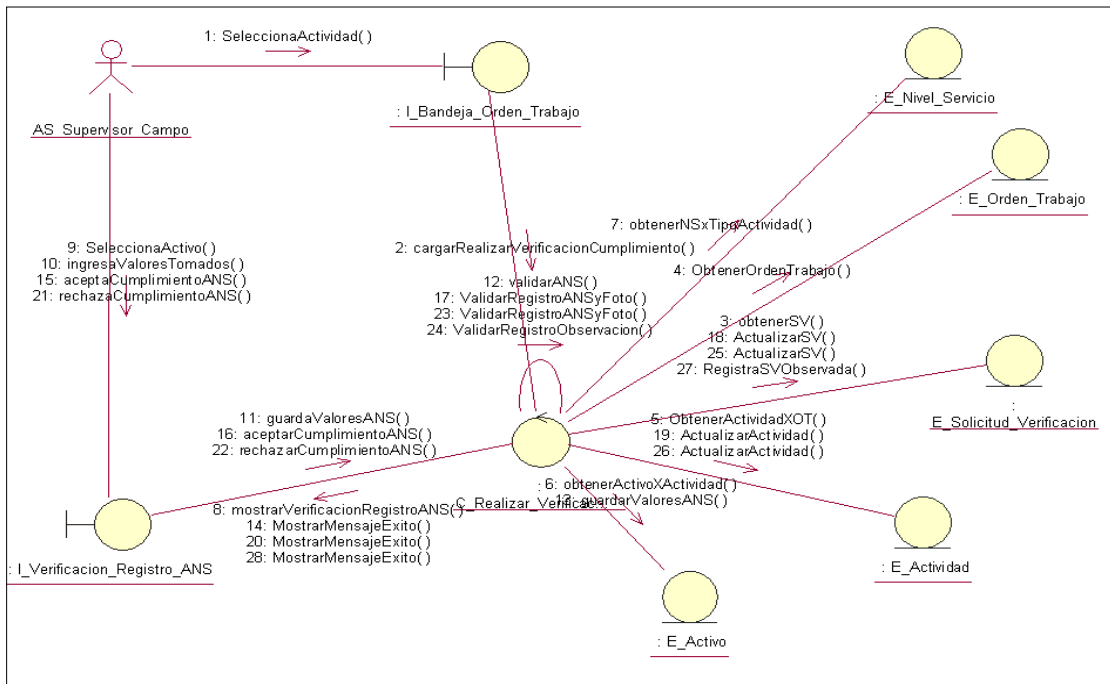 1: SeleccionaActividad( )
AS_Supervisor_Campo
: I_Bandeja_Orden_Trabajo
: E_Nivel_Servicio
: E_Orden_Trabajo
9: SeleccionaActivo( )
10: ingresaValoresTomados( )
15: aceptaCumplimientoANS( )
21: rechazaCumplimientoANS( )
2: cargarRealizarVerificacionCumplimiento( )
7: obtenerNSxTipoActividad( )
4: ObtenerOrdenTrabajo( )
12: validarANS( )
17: ValidarRegistroANSyFoto( )
23: ValidarRegistroANSyFoto( )
24: ValidarRegistroObservacion( )
3: obtenerSV( )
18: ActualizarSV( )
25: ActualizarSV( )
27: RegistraSVObservada( )
:
E_Solicitud_Verificacion
11: guardaValoresANS( )
16: aceptarCumplimientoANS( )
22: rechazarCumplimientoANS( )
5: ObtenerActividadXOT( )
19: ActualizarActividad( )
26: ActualizarActividad( )
:
6: obtenerActivoXActividad( )
13: guardarValoresANS( )
8: mostrarVerificacionRegistroANS( )
14: MostrarMensajeExito( )
20: MostrarMensajeExito( )
28: MostrarMensajeExito( )
: I_Verificacion_Registro_ANS
: E_Actividad
: E_Activo